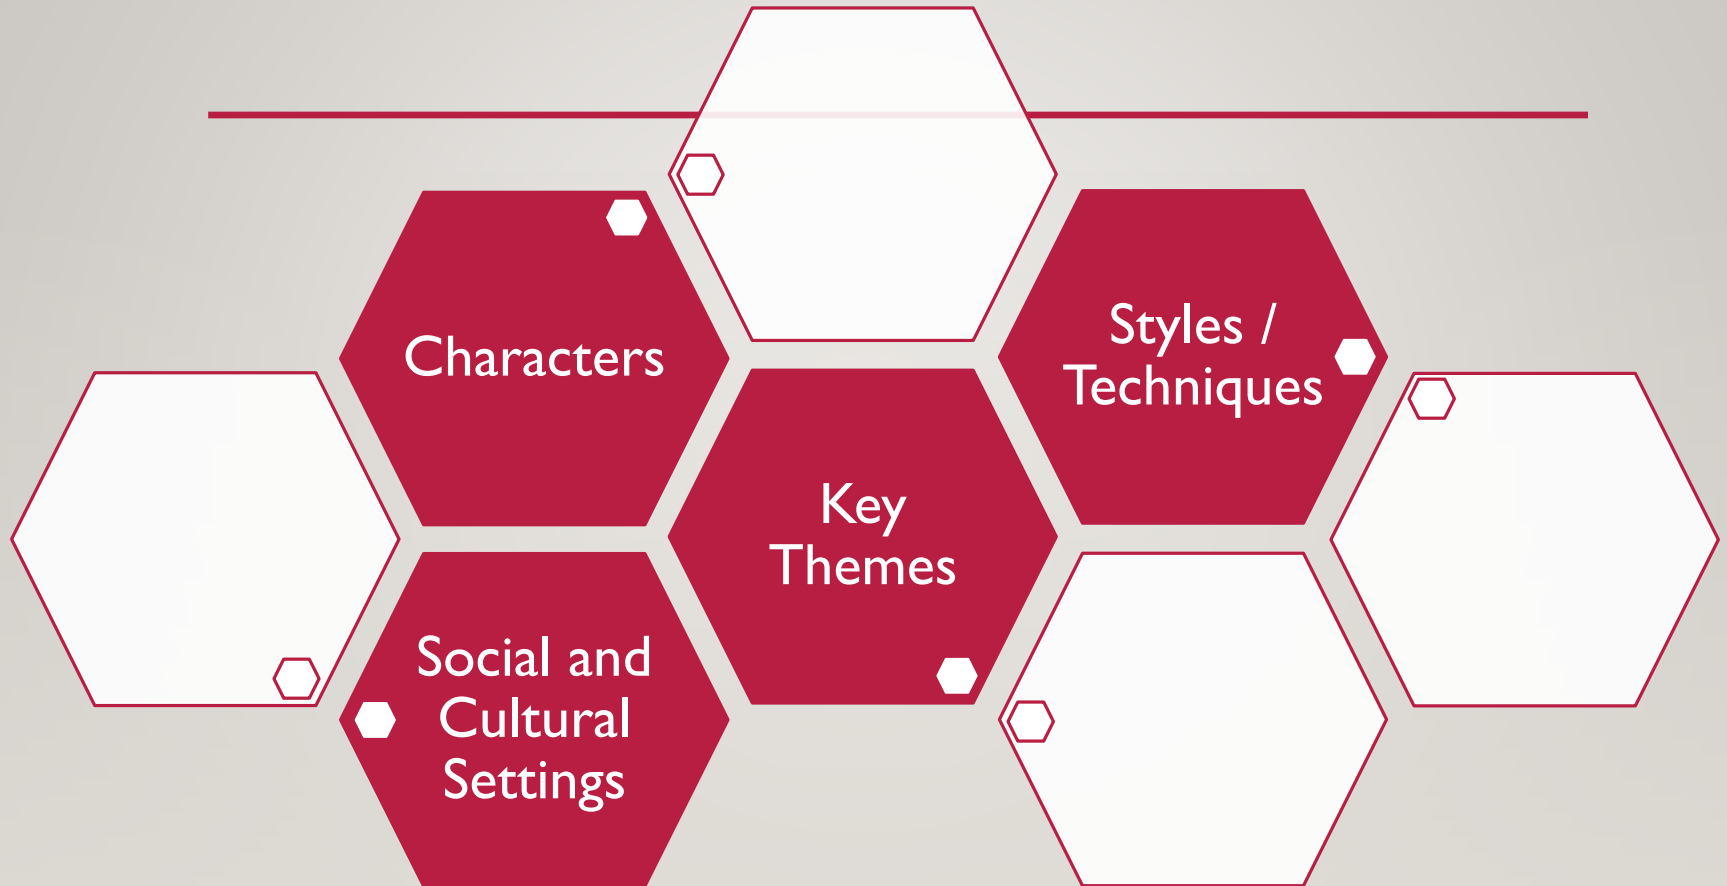 Characters
Styles /
Techniques
Key
Themes
Social and
Cultural
Settings